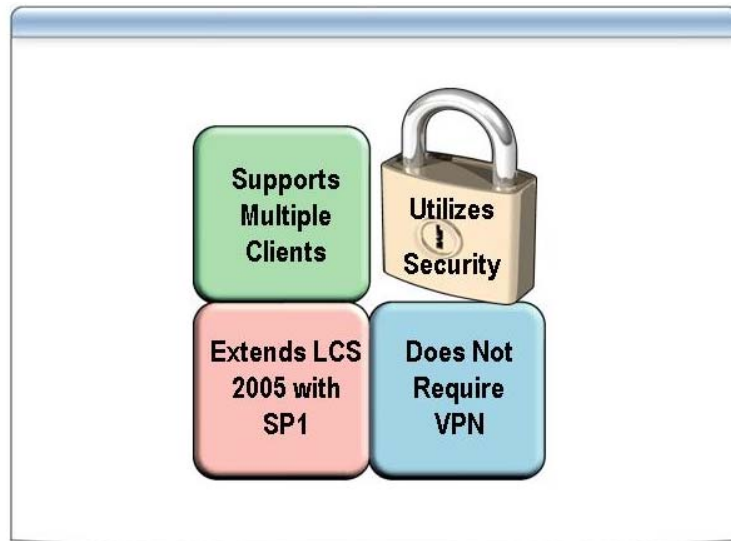 Supports
Multiple
Clients
Utilizes
Security
Extends LCS
2005 with
SP1
Does Not
Require
VPN